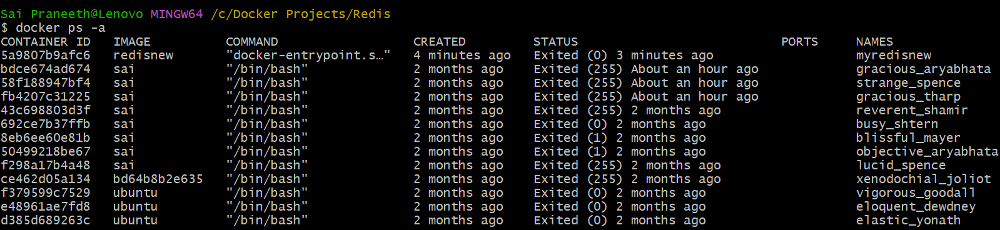 Sai Praneeth@Lenovo MINGW64 /c/Docker Projects/Redis
$ docker ps -a
CONTAINER ID   IMAGE          COMMAND                  CREATED         STATUS                           PORTS     NAMES
5a9807b9afc6   redisnew       "docker-entrypoint.s…"   4 minutes ago   Exited (0) 3 minutes ago                   myredisnew
bdce674ad674   sai            "/bin/bash"              2 months ago    Exited (255) About an hour ago             gracious_aryabhata
58f188947bf4   sai            "/bin/bash"              2 months ago    Exited (255) About an hour ago             strange_spence
fb4207c31225   sai            "/bin/bash"              2 months ago    Exited (255) About an hour ago             gracious_tharp
43c698803d3f   sai            "/bin/bash"              2 months ago    Exited (255) 2 months ago                  reverent_shamir
692ce7b37ffb   sai            "/bin/bash"              2 months ago    Exited (0) 2 months ago                    busy_shtern
8eb6ee60e81b   sai            "/bin/bash"              2 months ago    Exited (1) 2 months ago                    blissful_mayer
50499218be67   sai            "/bin/bash"              2 months ago    Exited (1) 2 months ago                    objective_aryabhata
f298a17b4a48   sai            "/bin/bash"              2 months ago    Exited (255) 2 months ago                  lucid_spence
ce462d05a134   bd64b8b2e635   "/bin/bash"              2 months ago    Exited (255) 2 months ago                  xenodochial_joliot
f379599c7529   ubuntu         "/bin/bash"              2 months ago    Exited (0) 2 months ago                    vigorous_goodall
e48961ae7fd8   ubuntu         "/bin/bash"              2 months ago    Exited (0) 2 months ago                    eloquent_dewdney
d385d689263c   ubuntu         "/bin/bash"              2 months ago    Exited (0) 2 months ago                    elastic_yonath